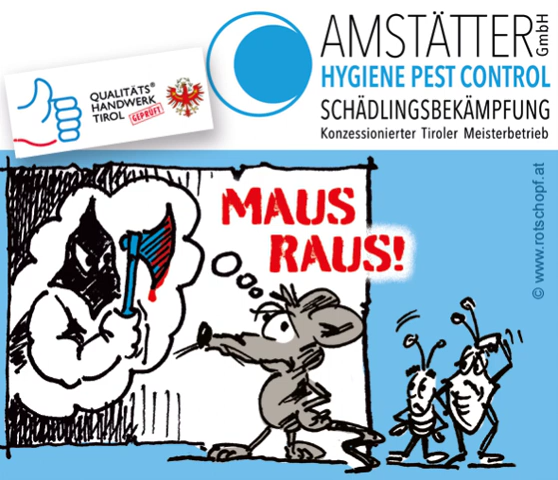 AMSTÄTTER GmbH
HYGIENE PEST CONTROL
SCHÄDLINGSBEKÄMPFUNG
Konzessionierter Tiroler Meisterbetrieb
QUALITÄTS®
HANDWERK
TIROL GEPRÜFT
MAUS
RAUS!
© www.rotschopf.at